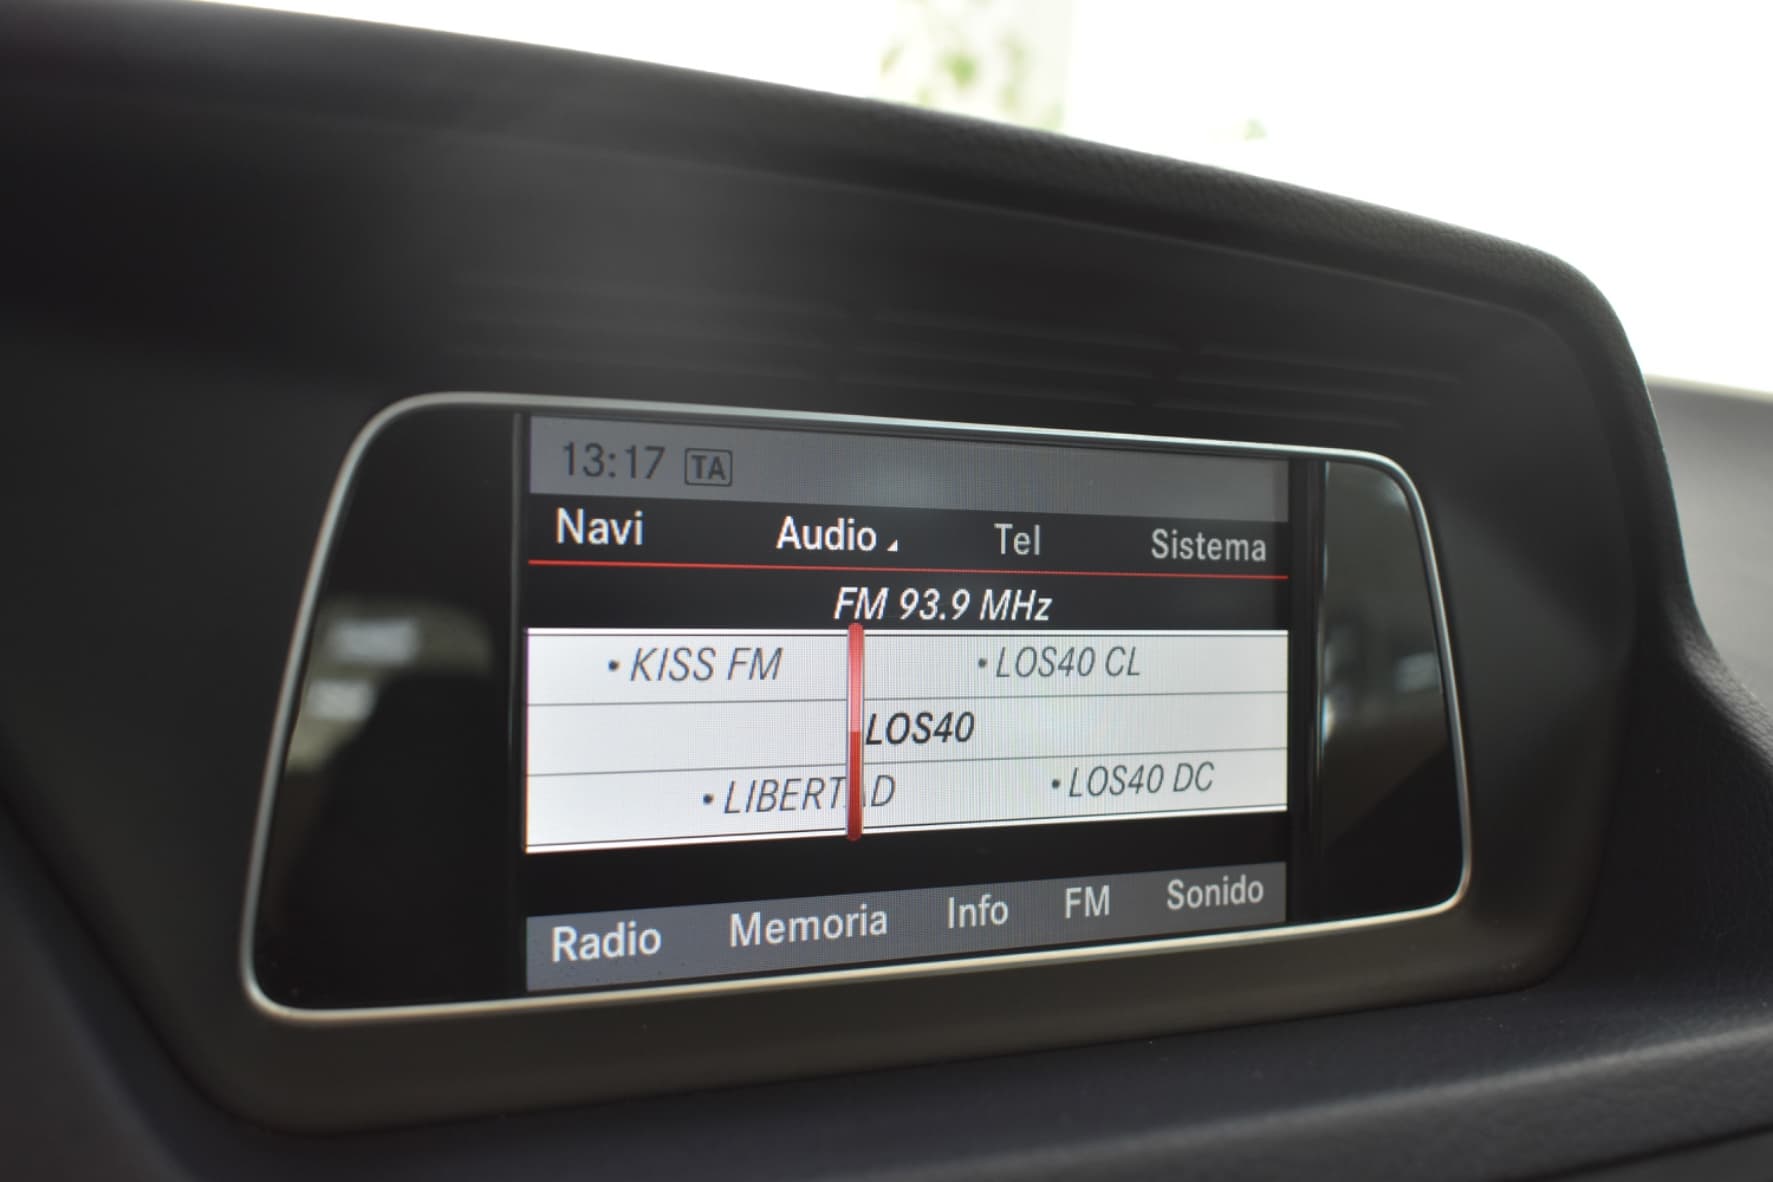 13:17 TA
Navi Audio Tel Sistema
FM 93.9 MHz
• KISS FM • LOS40 CL
LOS40
• LIBERTAD • LOS40 DC
Radio Memoria Info FM Sonido